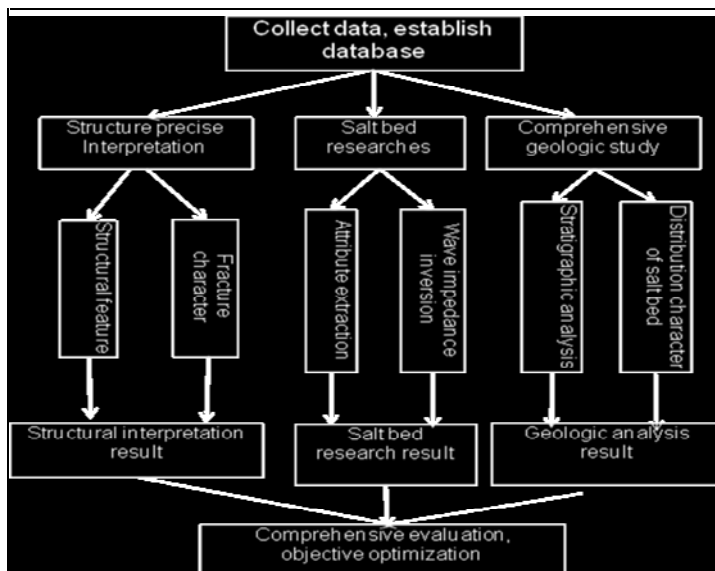 Collect data, establish
database
Structure precise
Interpretation
Salt bed
researches
Comprehensive
geologic study
Structural feature
Fracture
character
Attribute extraction
Wave impedance
inversion
Stratigraphic analysis
Distribution character
of salt bed
Structural interpretation
result
Salt bed
research result
Geologic analysis
result
Comprehensive evaluation,
objective optimization